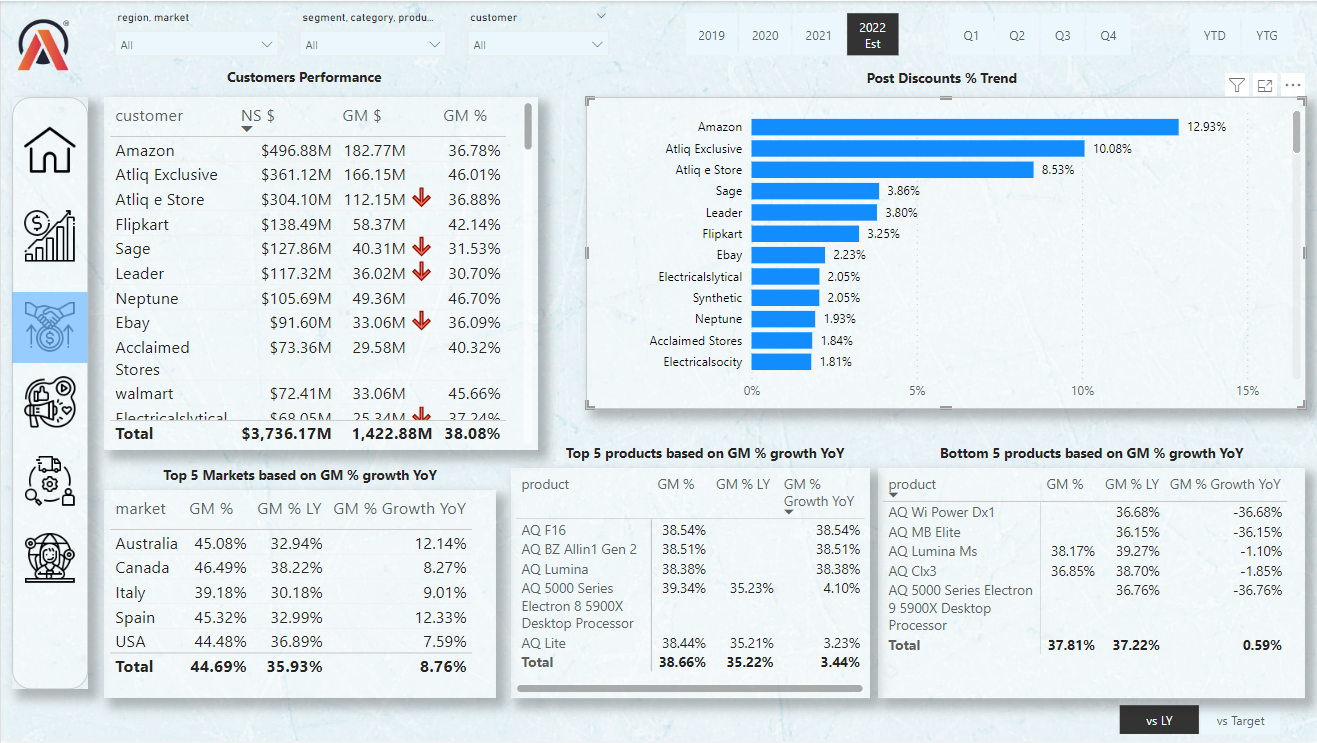 region, market
segment, category, produ...
customer
All
All
All
2019
2020
2021
2022
Est
Q1
Q2
Q3
Q4
YTD
YTG
Customers Performance
customer NS $ GM $ GM %
Amazon $496.88M 182.77M 36.78%
Atliq Exclusive $361.12M 166.15M 46.01%
Atliq e Store $304.10M 112.15M 36.88%
Flipkart $138.49M 58.37M 42.14%
Sage $127.86M 40.31M 31.53%
Leader $117.32M 36.02M 30.70%
Neptune $105.69M 49.36M 46.70%
Ebay $91.60M 33.06M 36.09%
Acclaimed $73.36M 29.58M 40.32%
Stores
walmart $72.41M 33.06M 45.66%
Electricalslytical $68.05M 25.34M 37.24%
Total $3,736.17M 1,422.88M 38.08%
Post Discounts % Trend
Amazon 12.93%
Atliq Exclusive 10.08%
Atliq e Store 8.53%
Sage 3.86%
Leader 3.80%
Flipkart 3.25%
Ebay 2.23%
Electricalslytical 2.05%
Synthetic 2.05%
Neptune 1.93%
Acclaimed Stores 1.84%
Electricalsocity 1.81%
0% 5% 10% 15%
Top 5 Markets based on GM % growth YoY
market GM % GM % LY GM % Growth YoY
Australia 45.08% 32.94% 12.14%
Canada 46.49% 38.22% 8.27%
Italy 39.18% 30.18% 9.01%
Spain 45.32% 32.99% 12.33%
USA 44.48% 36.89% 7.59%
Total 44.69% 35.93% 8.76%
Top 5 products based on GM % growth YoY
product GM % GM % LY GM %
Growth YoY
AQ F16 38.54% 38.54%
AQ BZ Allin1 Gen 2 38.51% 38.51%
AQ Lumina 38.38% 38.38%
AQ 5000 Series 39.34% 35.23% 4.10%
Electron 8 5900X
Desktop Processor
AQ Lite 38.44% 35.21% 3.23%
Total 38.66% 35.22% 3.44%
Bottom 5 products based on GM % growth YoY
product GM % GM % LY GM % Growth YoY
AQ Wi Power Dx1 36.68% -36.68%
AQ MB Elite 36.15% -36.15%
AQ Lumina Ms 38.17% 39.27% -1.10%
AQ Clx3 36.85% 38.70% -1.85%
AQ 5000 Series Electron 36.76% -36.76%
9 5900X Desktop
Processor
Total 37.81% 37.22% 0.59%
vs LY
vs Target